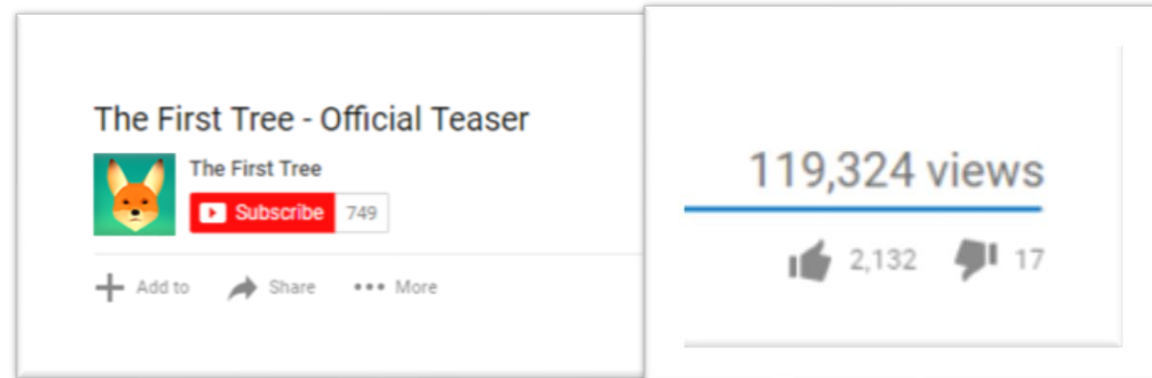 The First Tree - Official Teaser
The First Tree
Subscribe 749
Add to Share More
119,324 views
2,132 17